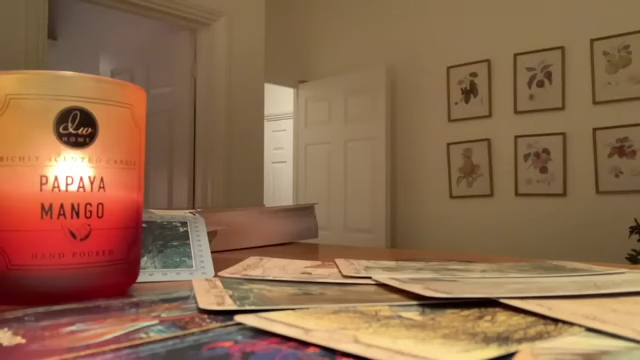 dw
HOME
RICHLY SCENTED CANDLE
PAPAYA
MANGO
HAND POURED